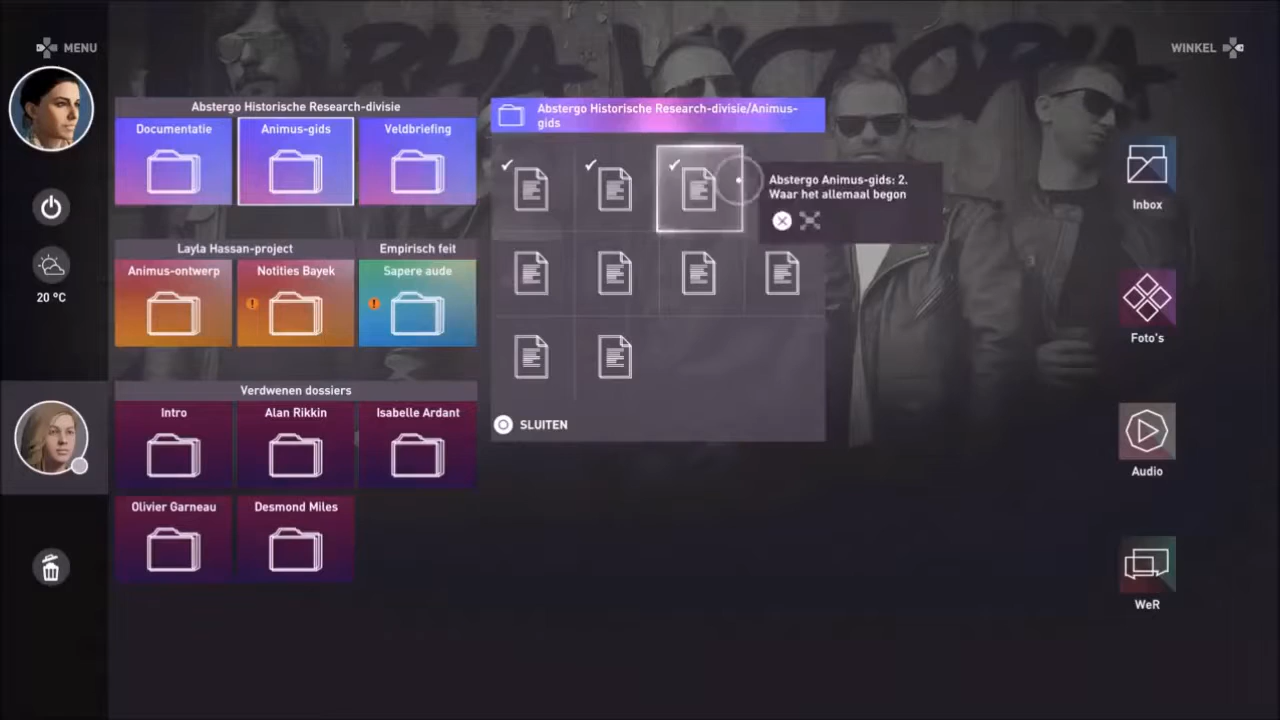 MENU
WINKEL
Abstergo Historische Research-divisie
Documentatie
Animus-gids
Veldbriefing
Layla Hassan-project
Empirisch feit
Animus-ontwerp
Notities Bayek
Sapere aude
Verdwenen dossiers
Intro
Alan Rikkin
Isabelle Ardant
Olivier Garneau
Desmond Miles
20 °C
Abstergo Historische Research-divisie/Animus-
gids
Abstergo Animus-gids: 2.
Waar het allemaal begon
SLUITEN
Inbox
Foto's
Audio
WeR